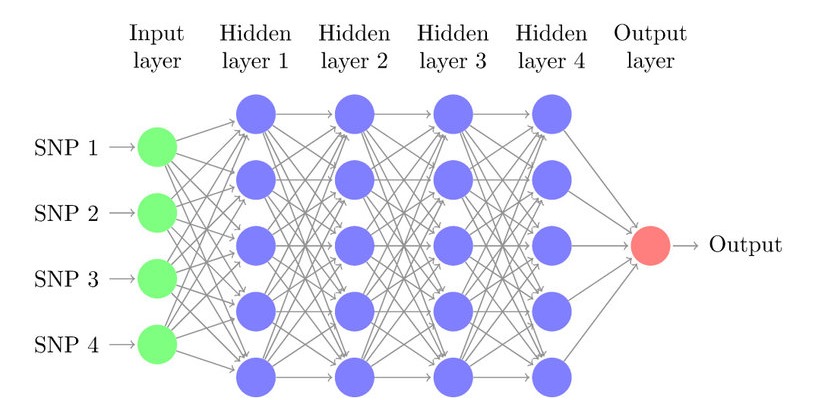 Input
layer
Hidden
layer 1
Hidden
layer 2
Hidden
layer 3
Hidden
layer 4
Output
layer
SNP 1
SNP 2
SNP 3
SNP 4
Output